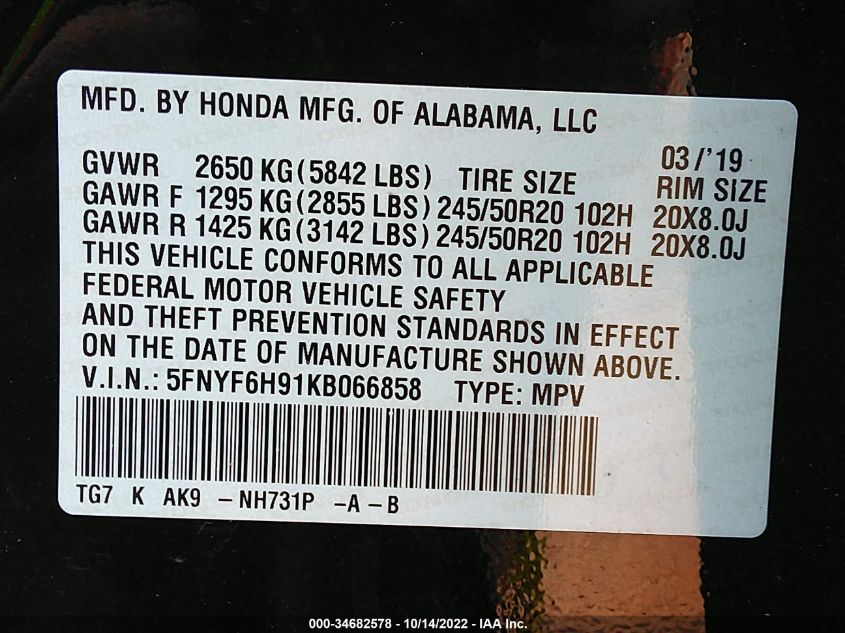 MFD. BY HONDA MFG. OF ALABAMA, LLC
03/'19
GVWR 2650 KG (5842 LBS) TIRE SIZE RIM SIZE
GAWR F 1295 KG (2855 LBS) 245/50R20 102H 20X8.0J
GAWR R 1425 KG (3142 LBS) 245/50R20 102H 20X8.0J
THIS VEHICLE CONFORMS TO ALL APPLICABLE
FEDERAL MOTOR VEHICLE SAFETY
AND THEFT PREVENTION STANDARDS IN EFFECT
ON THE DATE OF MANUFACTURE SHOWN ABOVE.
V.I.N.: 5FNYF6H91KB066858 TYPE: MPV
TG7 K AK9 -NH731P -A-B
000-34682578 - 10/14/2022 - IAA Inc.